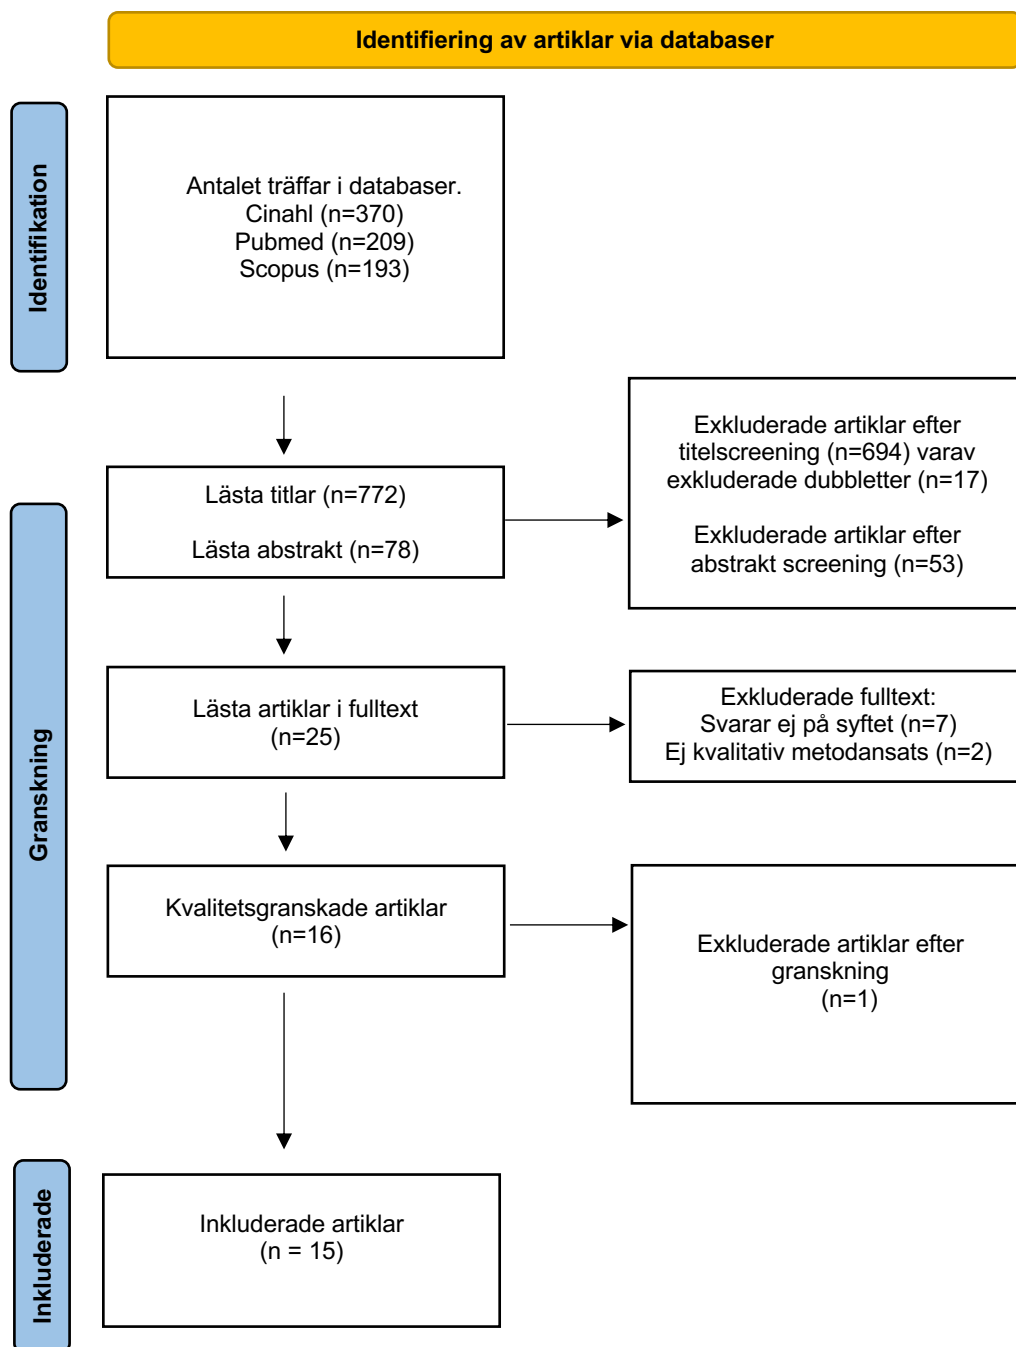 Identifiering av artiklar via databaser
Identifikation
Antalet träffar i databaser.
Cinahl (n=370)
Pubmed (n=209)
Scopus (n=193)
Exkluderade artiklar efter
titelscreening (n=694) varav
exkluderade dubbletter (n=17)
Exkluderade artiklar efter
abstrakt screening (n=53)
Granskning
Lästa titlar (n=772)
Lästa abstrakt (n=78)
Lästa artiklar i fulltext
(n=25)
Exkluderade fulltext:
Svarar ej på syftet (n=7)
Ej kvalitativ metodansats (n=2)
Kvalitetsgranskade artiklar
(n=16)
Exkluderade artiklar efter
granskning
(n=1)
Inkluderade
Inkluderade artiklar
(n = 15)